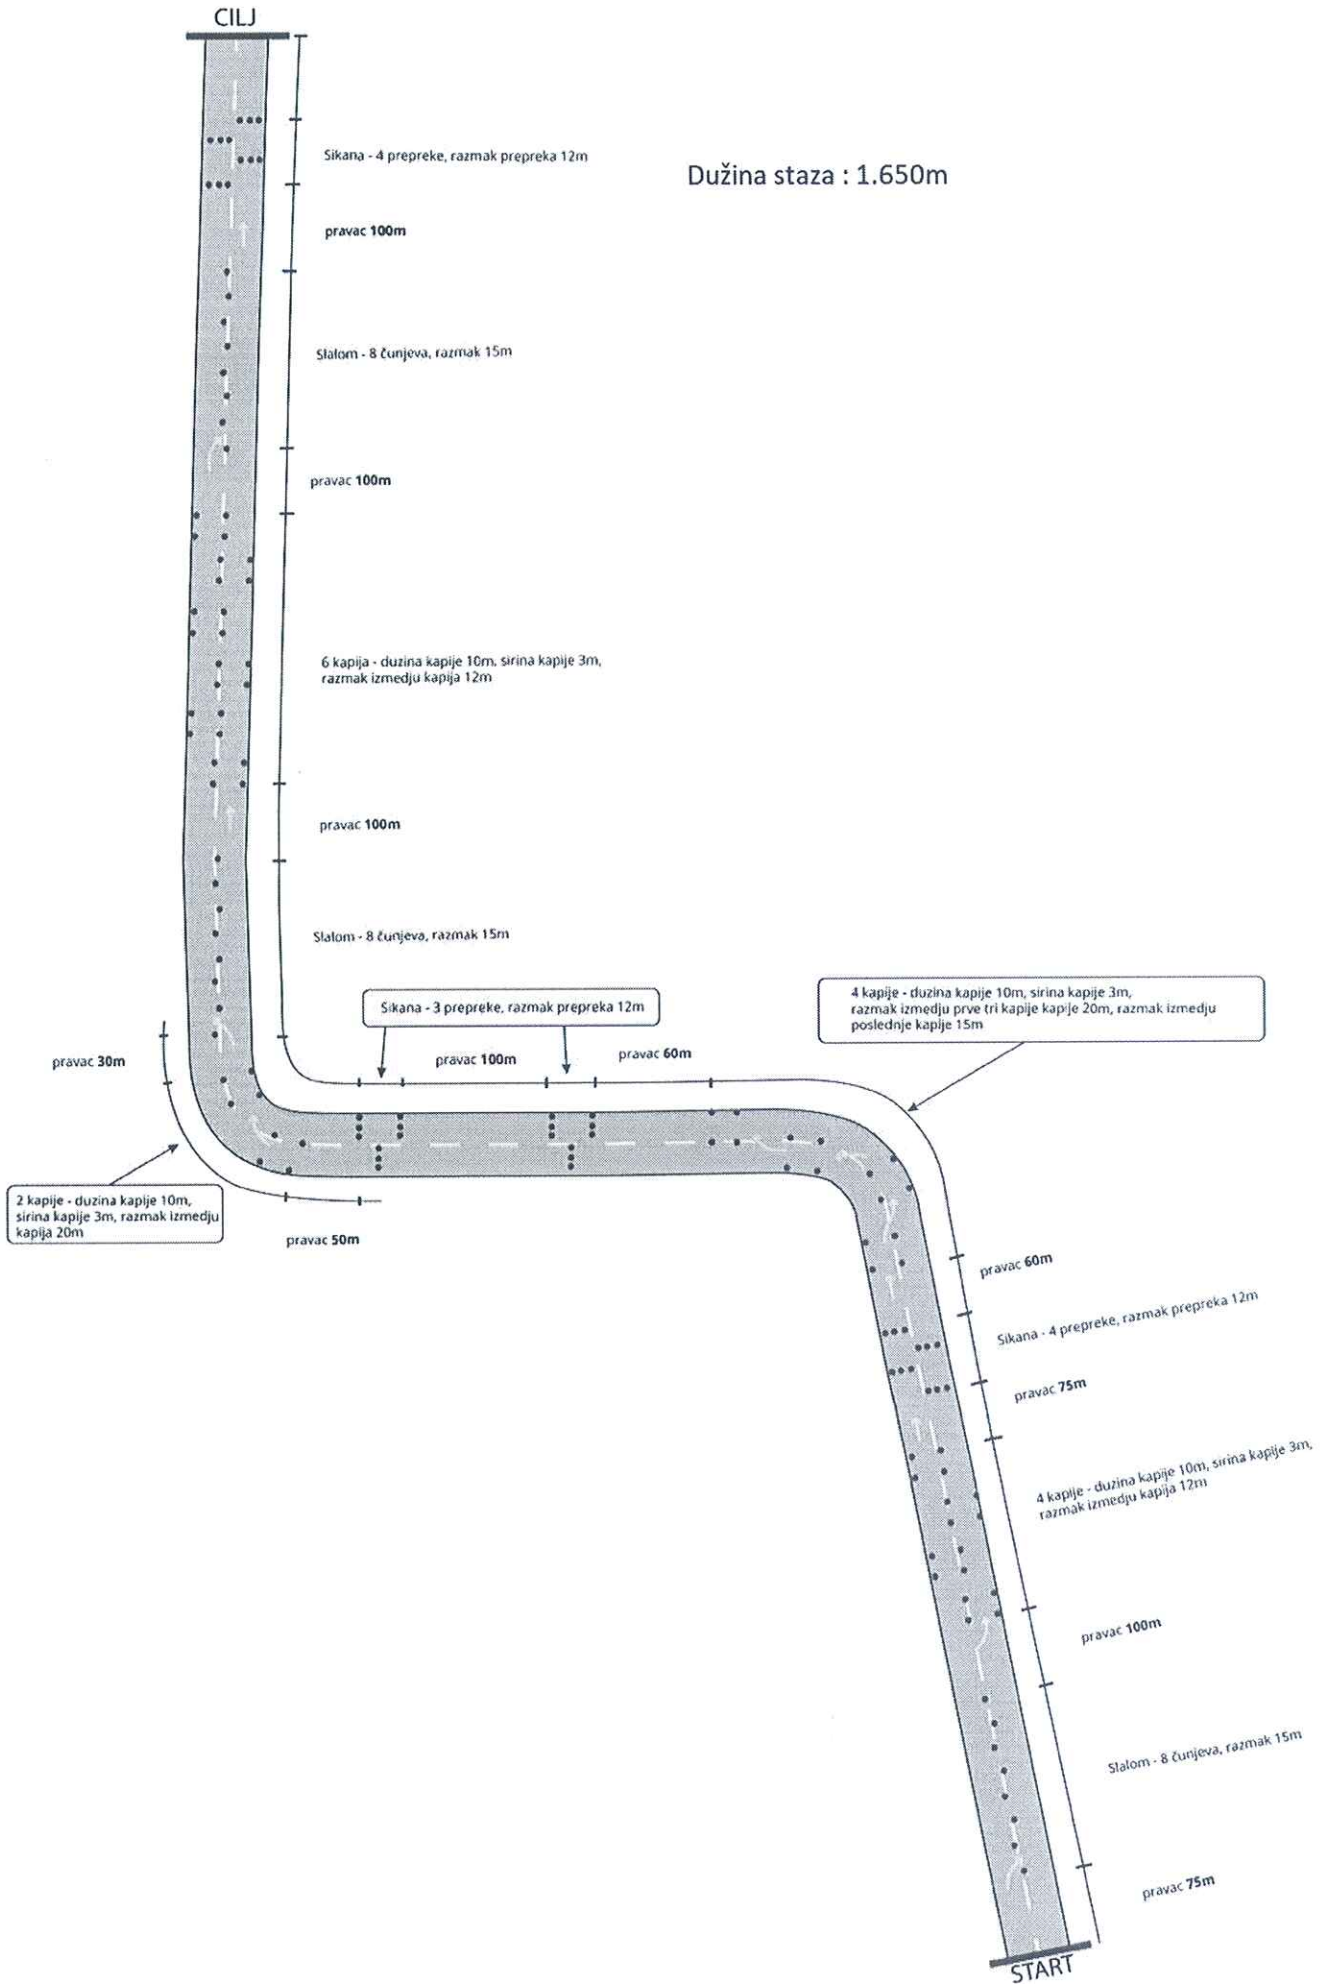 CILJ
Sikana - 4 prepreke, razmak prepreka 12m
Dužina staza : 1.650m
pravac 100m
Slalom - 8 čunjeva, razmak 15m
pravac 100m
6 kapija - duzina kapije 10m, sirina kapije 3m,
razmak izmedju kapija 12m
pravac 100m
Slalom - 8 čunjeva, razmak 15m
Sikana - 3 prepreke, razmak prepreka 12m
4 kapije - duzina kapije 10m, sirina kapije 3m,
razmak izmedju prve tri kapije kapije 20m, razmak izmedju
poslednje kapije 15m
pravac 30m
pravac 100m
pravac 60m
2 kapije - duzina kapije 10m,
sirina kapije 3m, razmak izmedju
kapija 20m
pravac 50m
pravac 60m
Sikana - 4 prepreke, razmak prepreka 12m
pravac 75m
4 kapije - duzina kapije 10m, sirina kapije 3m,
razmak izmedju kapija 12m
pravac 100m
Slalom - 8 čunjeva, razmak 15m
pravac 75m
START